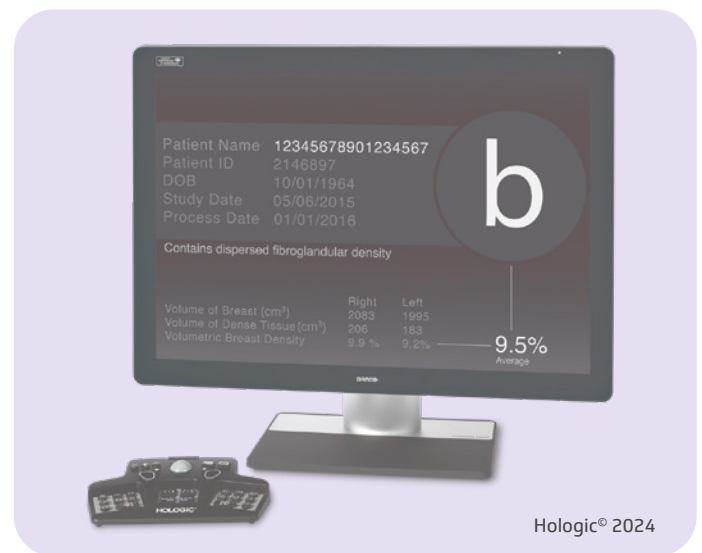 Patient Name 12345678901234567
Patient ID 2146897
DOB 10/01/1964
Study Date 05/06/2015
Process Date 01/01/2016
b
Contains dispersed fibroglandular density
Right Left
Volume of Breast (cm³) 2083 1995
Volume of Dense Tissue (cm³) 206 183
Volumetric Breast Density 9.9 % 9.2%
9.5%
Average
BARCO
HOLOGIC
Hologic© 2024